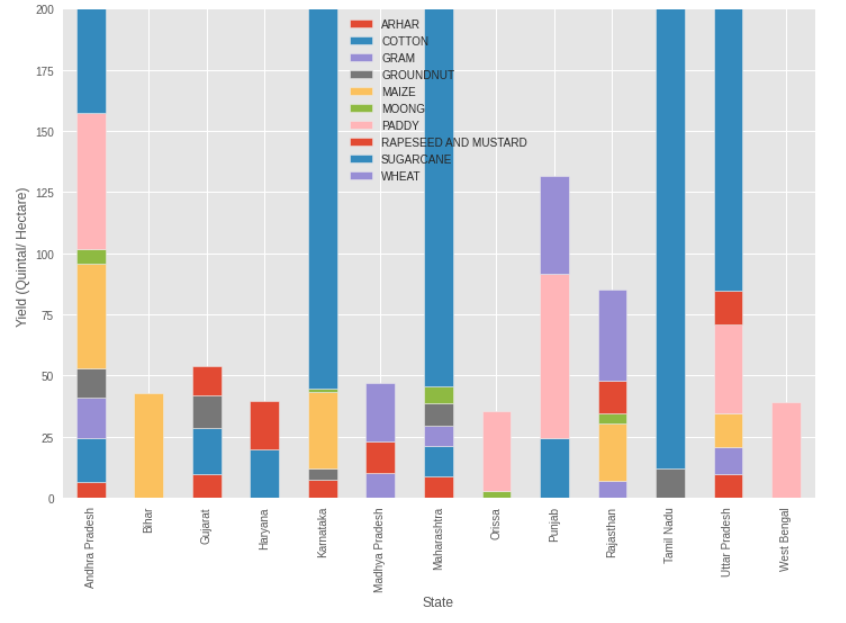 200
175
150
125
100
75
50
25
0
Yield (Quintal/ Hectare)
ARHAR
COTTON
GRAM
GROUNDNUT
MAIZE
MOONG
PADDY
RAPESEED AND MUSTARD
SUGARCANE
WHEAT
Andhra Pradesh
Bihar
Gujarat
Haryana
Karnataka
Madhya Pradesh
Maharashtra
Orissa
Punjab
Rajasthan
Tamil Nadu
Uttar Pradesh
West Bengal
State